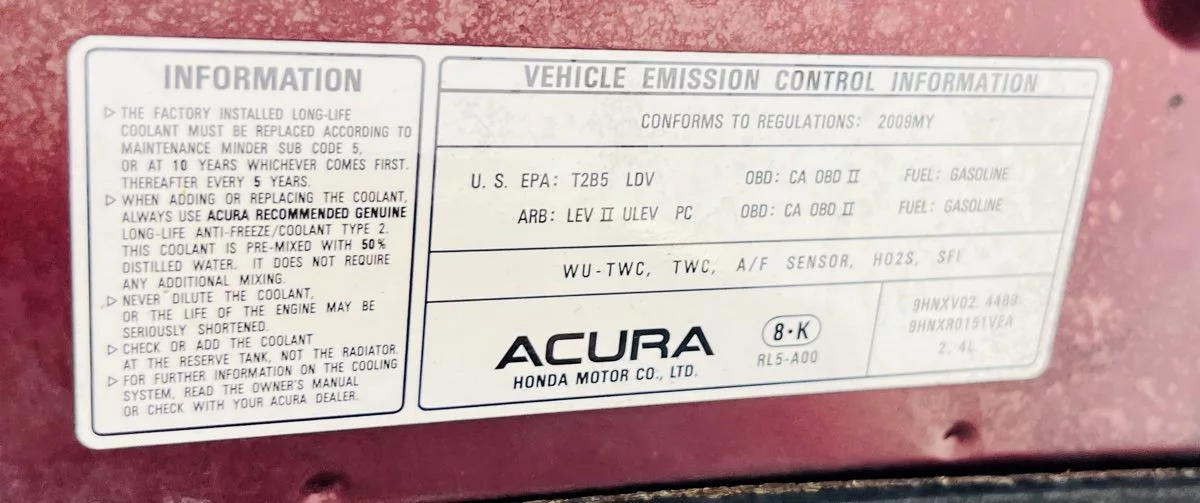 INFORMATION
▷ THE FACTORY INSTALLED LONG-LIFE
COOLANT MUST BE REPLACED ACCORDING TO
MAINTENANCE MINDER SUB CODE 5,
OR AT 10 YEARS WHICHEVER COMES FIRST.
THEREAFTER EVERY 5 YEARS.
▷ WHEN ADDING OR REPLACING THE COOLANT,
ALWAYS USE ACURA RECOMMENDED GENUINE
LONG-LIFE ANTI-FREEZE/COOLANT TYPE 2.
THIS COOLANT IS PRE-MIXED WITH 50%
DISTILLED WATER. IT DOES NOT REQUIRE
ANY ADDITIONAL MIXING.
▷ NEVER DILUTE THE COOLANT,
OR THE LIFE OF THE ENGINE MAY BE
SERIOUSLY SHORTENED.
▷ CHECK OR ADD THE COOLANT
AT THE RESERVE TANK, NOT THE RADIATOR.
▷ FOR FURTHER INFORMATION ON THE COOLING
SYSTEM, READ THE OWNER'S MANUAL
OR CHECK WITH YOUR ACURA DEALER.
VEHICLE EMISSION CONTROL INFORMATION
CONFORMS TO REGULATIONS: 2009MY
U. S. EPA: T2B5 LDV OBD: CA OBD II FUEL: GASOLINE
ARB: LEV II ULEV PC OBD: CA OBD II FUEL: GASOLINE
WU-TWC, TWC, A/F SENSOR, HO2S, SFI
ACURA
HONDA MOTOR CO., LTD.
8·K
RL5-A00
9HNXV02.44B9
9HNXR0151VEA
2.4L